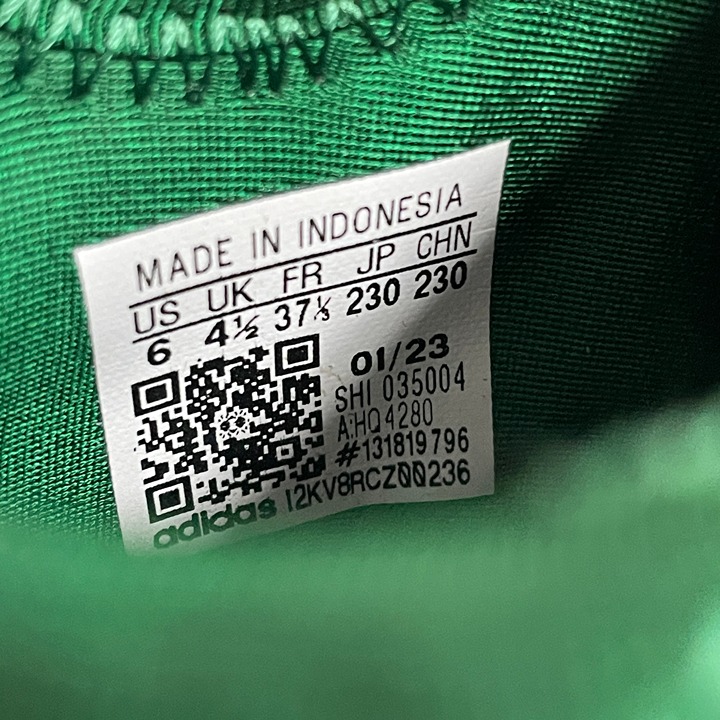 MADE IN INDONESIA
US UK FR JP CHN
6 4½ 37⅓ 230 230
01/23
SHI 035004
A:HQ4280
#131819796
adidas I2KV8RCZ00236